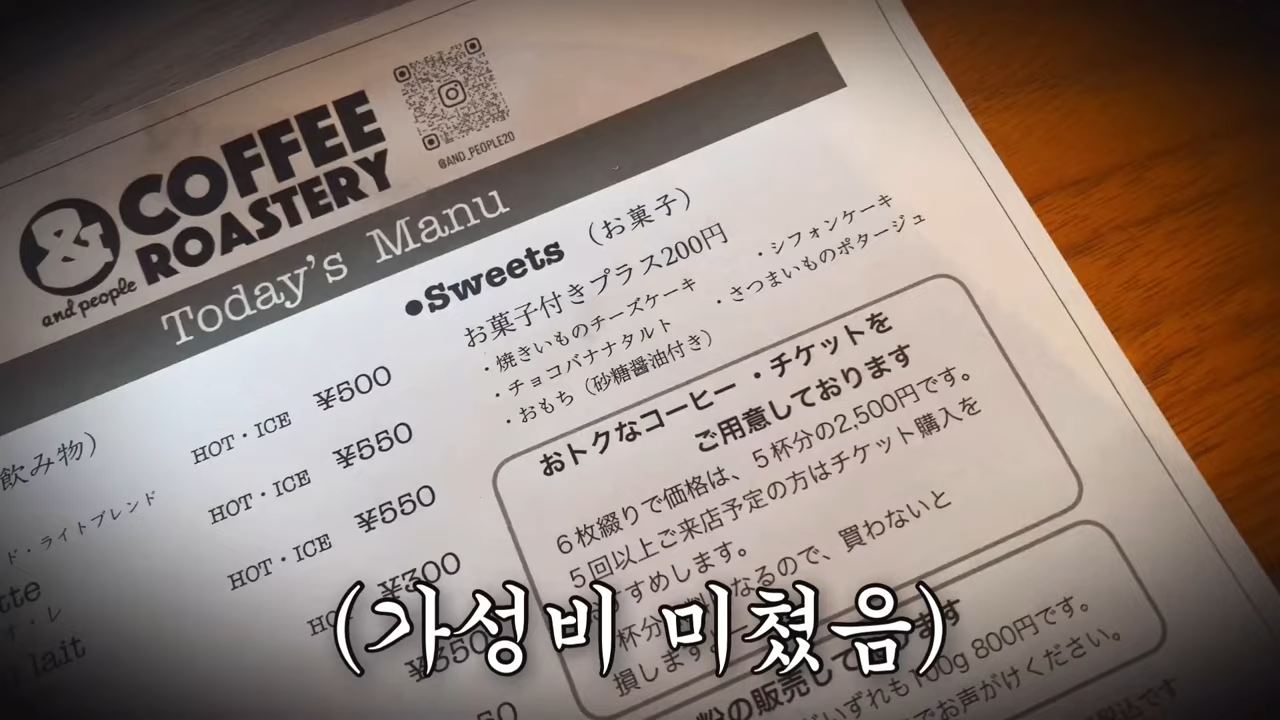 &
and people
COFFEE
ROASTERY
@AND_PEOPLE20
Today's Manu
飲み物)
HOT・ICE ¥500
ド・ライトブレンド
HOT・ICE ¥550
tte
HOT・ICE ¥550
オ・レ
lait
●Sweets (お菓子)
お菓子付きプラス200円
・焼きいものチーズケーキ ・シフォンケーキ
・チョコバナナタルト ・さつまいものポタージュ
・おもち (砂糖醤油付き)
おトクなコーヒー・チケットを
ご用意しております
6枚綴りで価格は、5杯分の2,500円です。
5回以上ご来店予定の方はチケット購入を
すすめします。
なるので、買わないと
損します。
の販売して
いずれも100g 800円です。
でお声がけください。
(가성비 미쳤음)